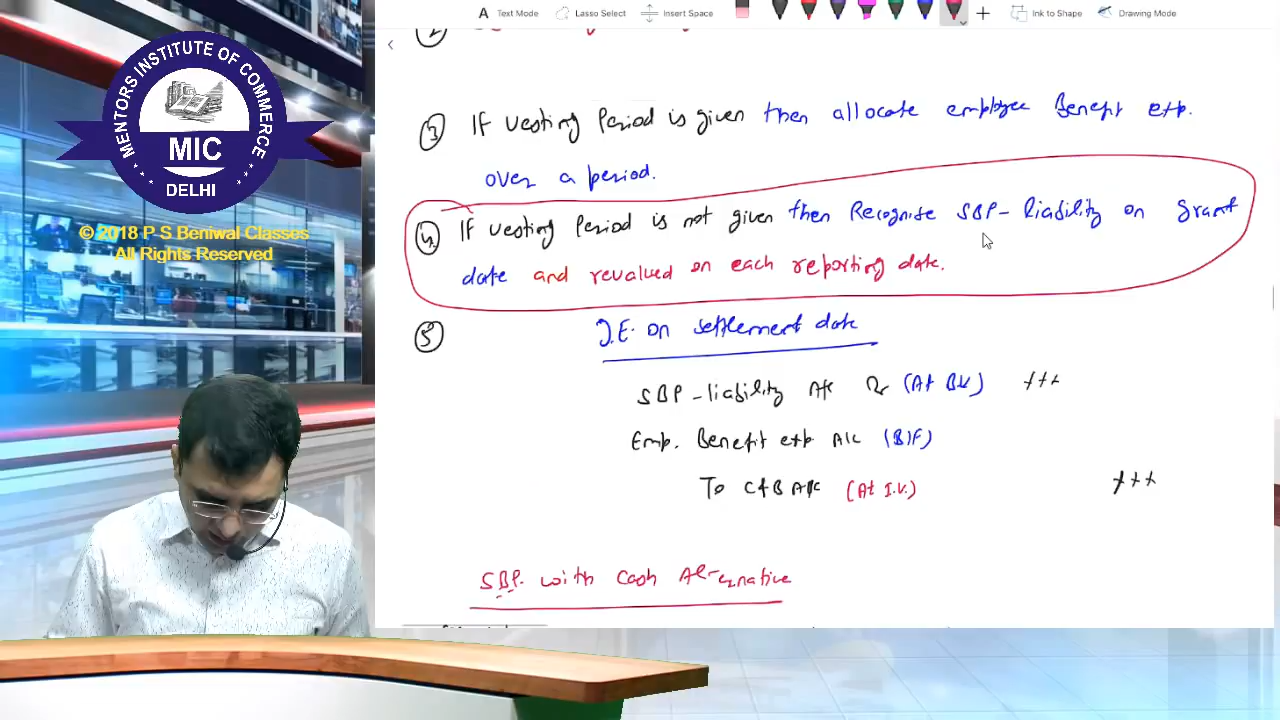 A Text Mode Lasso Select Insert Space + Ink to Shape Drawing Mode
MENTORS INSTITUTE OF COMMERCE
MIC
DELHI
© 2018 P S Beniwal Classes
All Rights Reserved
③ If vesting Period is given then allocate employee Benefit exp.
over a period.
④ If vesting Period is not given then Recognise SBP-liability on grant
date and revalued on each reporting date.
⑤ J.E. on settlement date
SBP-liability A/c Dr (At B.V) +++
Emp. Benefit exp A/c (B/F)
To C&B A/c (At I.V.) +++
SBP with Cash Alternative